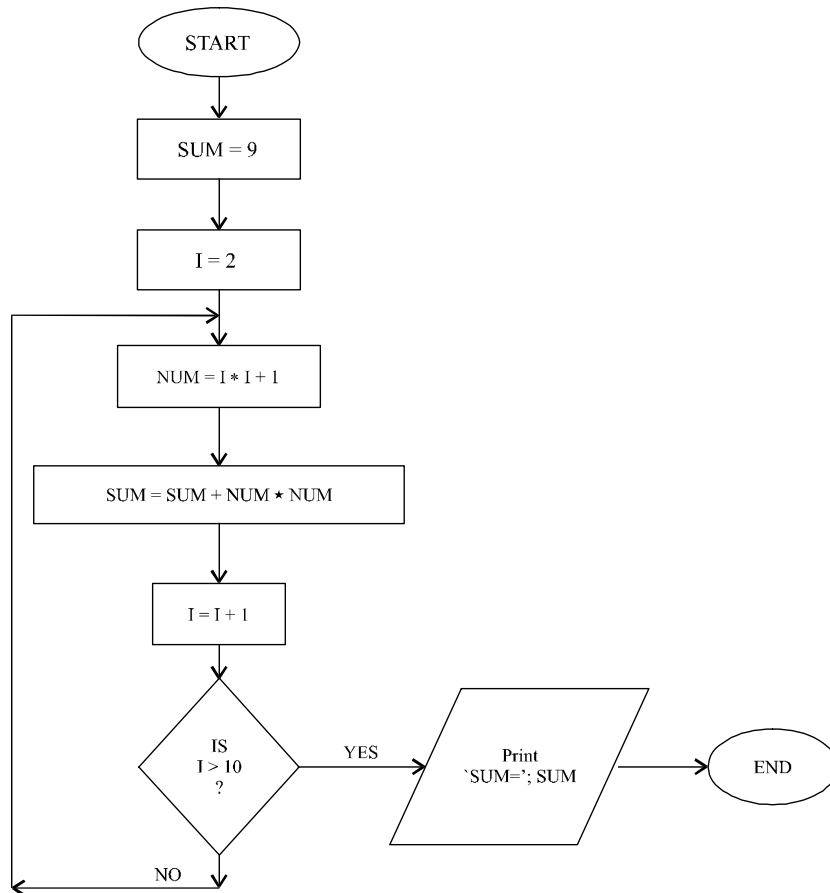 START
SUM = 9
I = 2
NUM = I * I + 1
SUM = SUM + NUM ⋆ NUM
I = I + 1
IS
I > 10
?
YES
Print
`SUM=’; SUM
END
NO